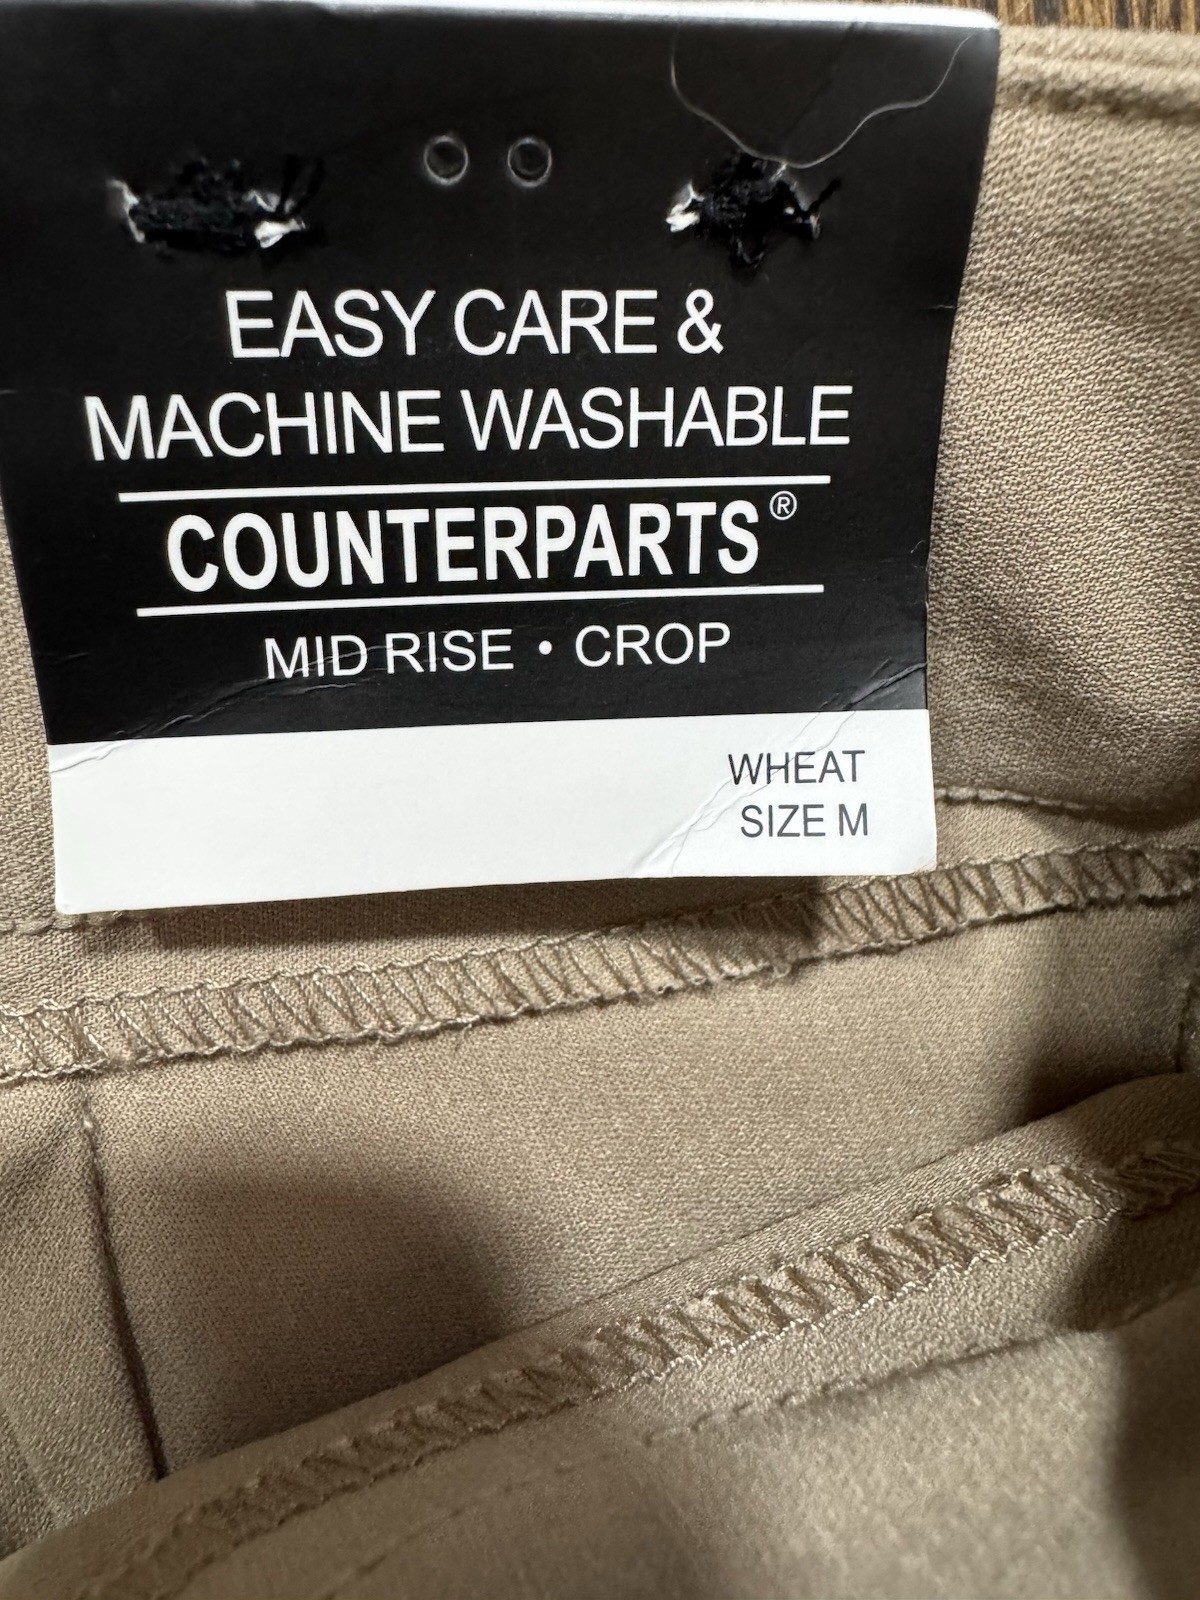 EASY CARE &
MACHINE WASHABLE
COUNTERPARTS®
MID RISE • CROP
WHEAT
SIZE M